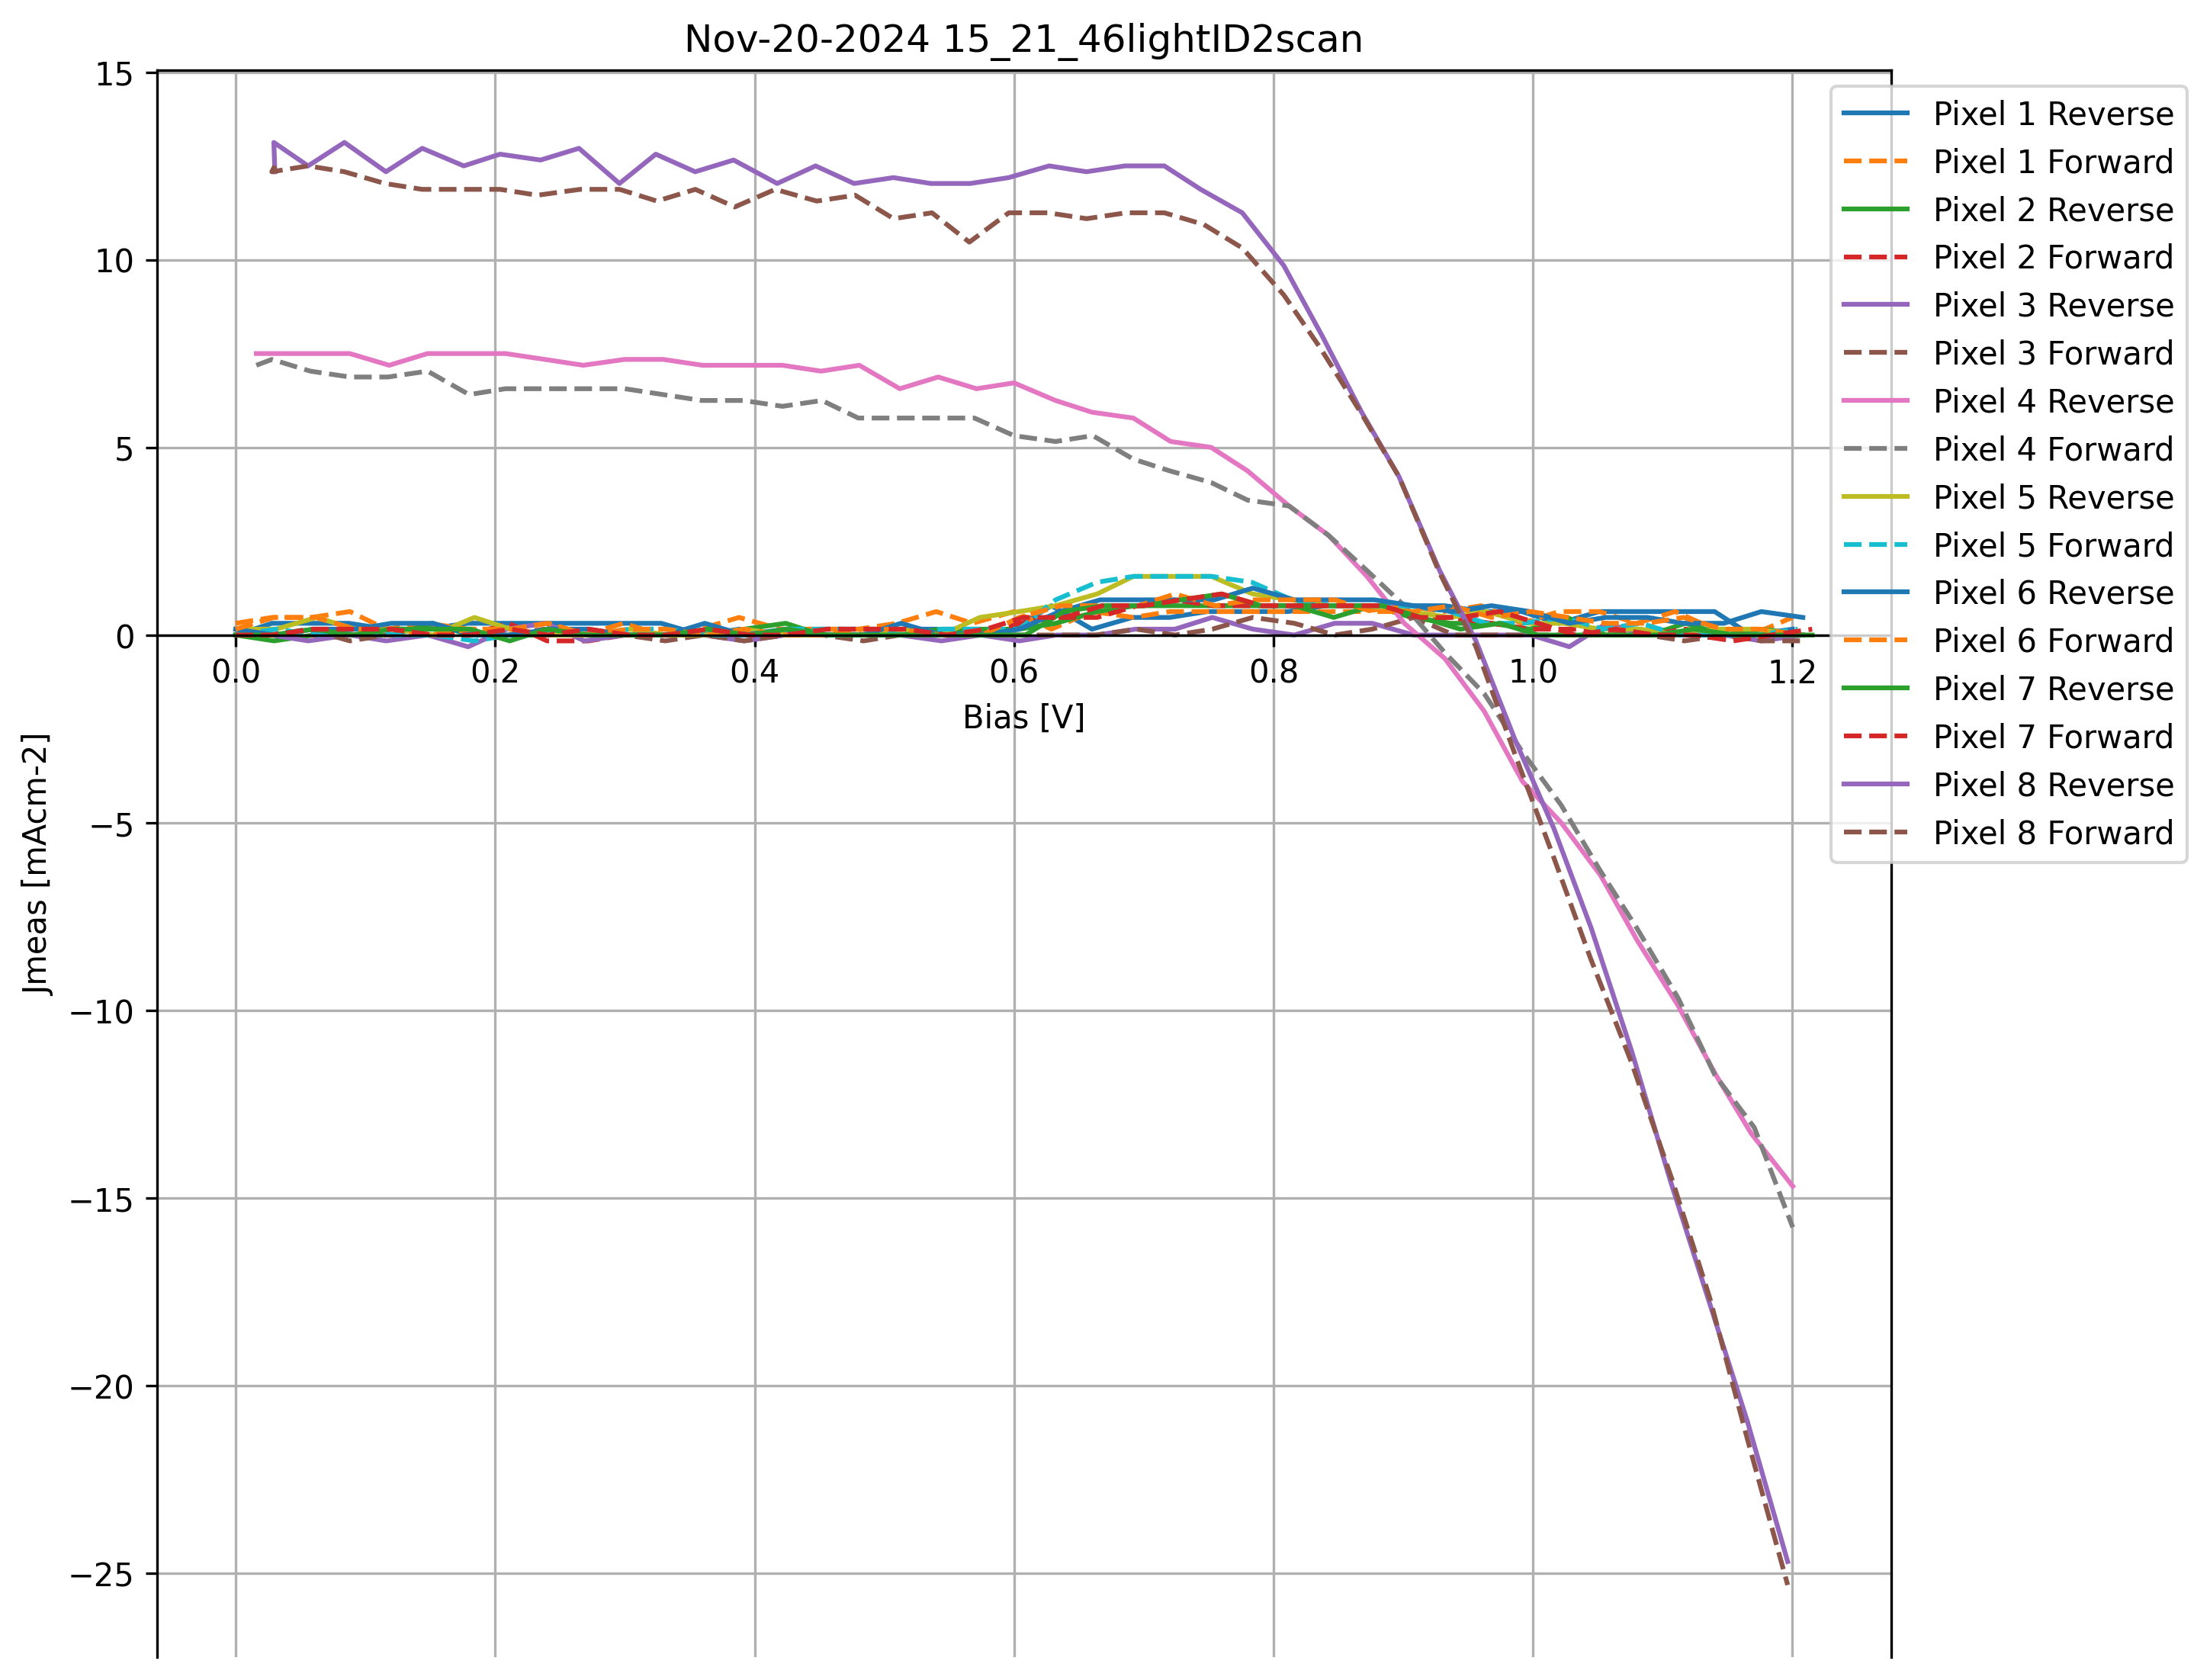 Nov-20-2024 15_21_46lightID2scan
15
10
5
0
−5
−10
−15
−20
−25
Jmeas [mAcm-2]
0.0 0.2 0.4 0.6 0.8 1.0 1.2
Bias [V]
Pixel 1 Reverse
Pixel 1 Forward
Pixel 2 Reverse
Pixel 2 Forward
Pixel 3 Reverse
Pixel 3 Forward
Pixel 4 Reverse
Pixel 4 Forward
Pixel 5 Reverse
Pixel 5 Forward
Pixel 6 Reverse
Pixel 6 Forward
Pixel 7 Reverse
Pixel 7 Forward
Pixel 8 Reverse
Pixel 8 Forward